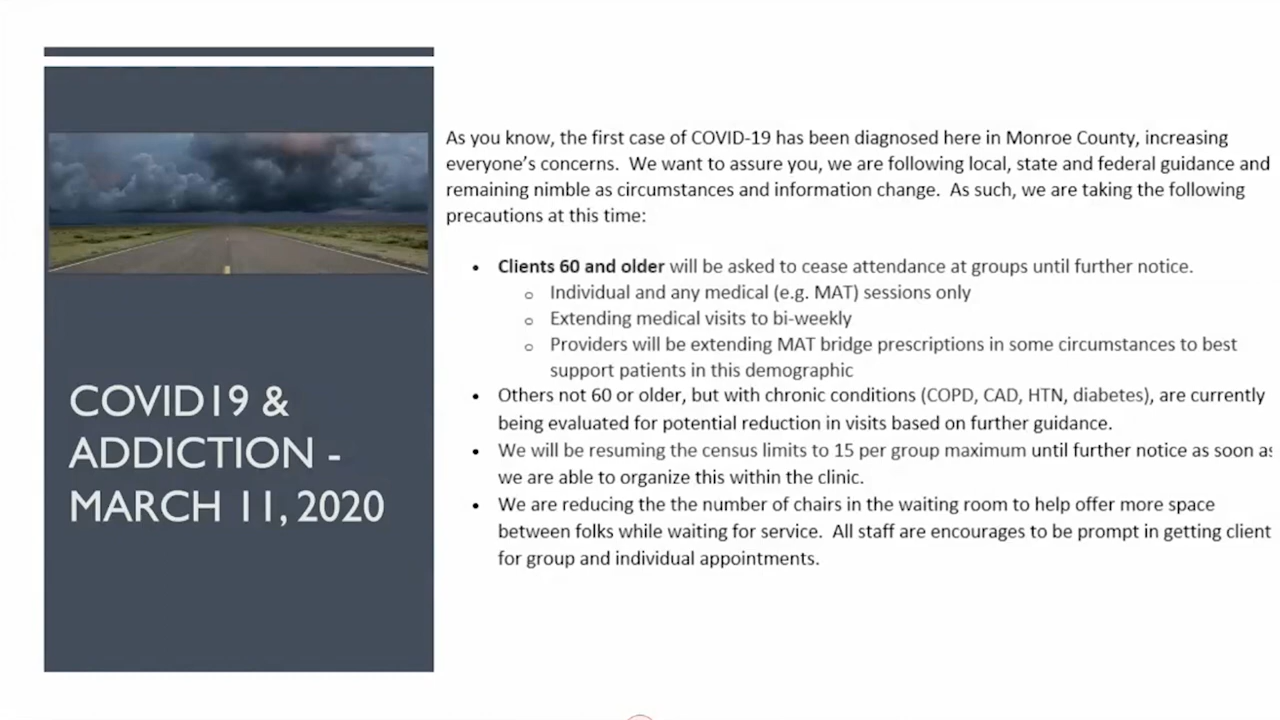 COVID19 &
ADDICTION -
MARCH 11, 2020
As you know, the first case of COVID-19 has been diagnosed here in Monroe County, increasing
everyone's concerns. We want to assure you, we are following local, state and federal guidance and
remaining nimble as circumstances and information change. As such, we are taking the following
precautions at this time:
• Clients 60 and older will be asked to cease attendance at groups until further notice.
o Individual and any medical (e.g. MAT) sessions only
o Extending medical visits to bi-weekly
o Providers will be extending MAT bridge prescriptions in some circumstances to best
support patients in this demographic
• Others not 60 or older, but with chronic conditions (COPD, CAD, HTN, diabetes), are currently
being evaluated for potential reduction in visits based on further guidance.
• We will be resuming the census limits to 15 per group maximum until further notice as soon as
we are able to organize this within the clinic.
• We are reducing the the number of chairs in the waiting room to help offer more space
between folks while waiting for service. All staff are encourages to be prompt in getting client
for group and individual appointments.